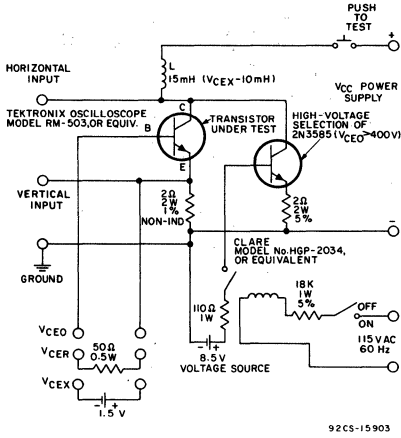 PUSH
TO
TEST
+
L
15mH (VCEX-10mH)
HORIZONTAL
INPUT
C
VCC POWER
SUPPLY
TEKTRONIX OSCILLOSCOPE
MODEL RM-503,OR EQUIV.
B
TRANSISTOR
UNDER TEST
HIGH-VOLTAGE
SELECTION OF
2N3585 (VCEO>400V)
E
VERTICAL
INPUT
2Ω
2W
1%
NON-IND
2Ω
2W
5%
-
GROUND
CLARE
MODEL No.HGP-2034,
OR EQUIVALENT
110Ω
1W
18K
1W
5%
OFF
ON
VCEO
VCER
50Ω
0.5W
- +
8.5V
VOLTAGE SOURCE
115VAC
60 Hz
VCEX
- +
1.5 V
92CS-15903